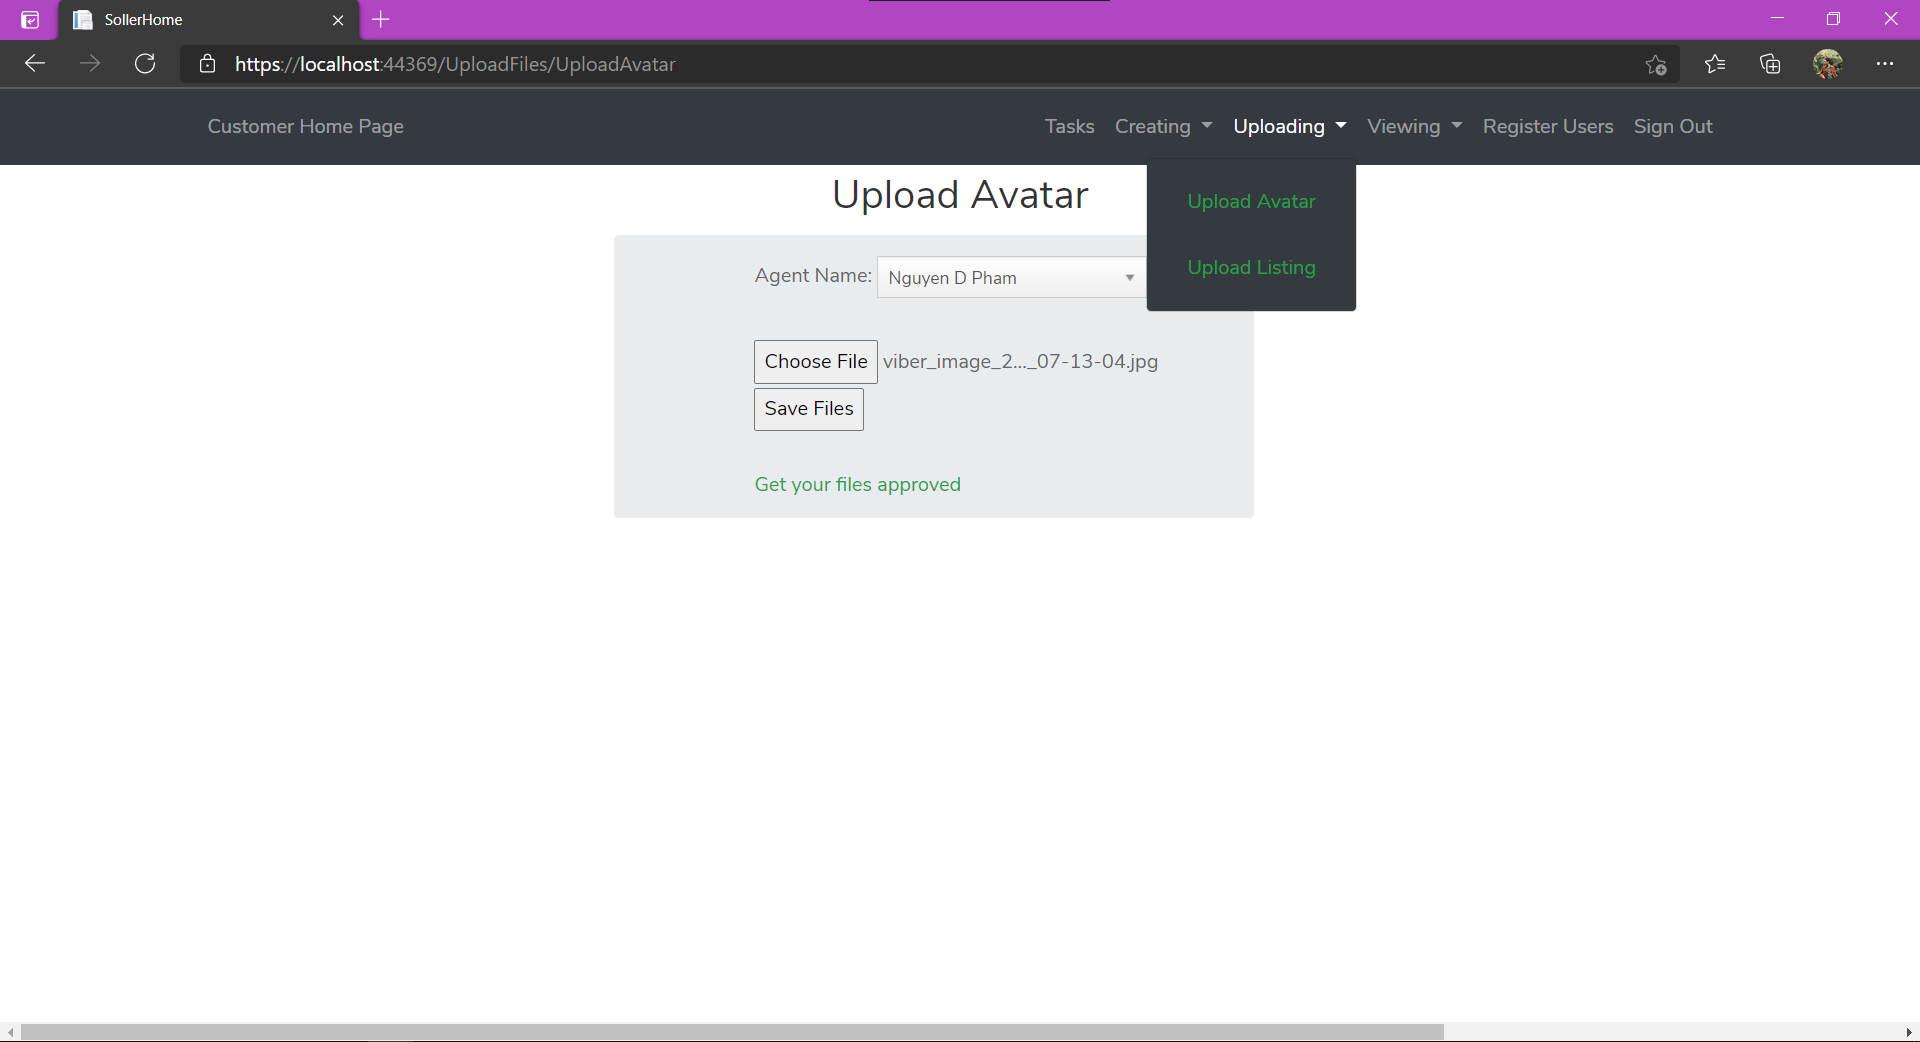 SollerHome
https://localhost:44369/UploadFiles/UploadAvatar
Customer Home Page
Tasks Creating Uploading Viewing Register Users Sign Out
Upload Avatar
Upload Listing
Upload Avatar
Agent Name: Nguyen D Pham
Choose File viber_image_2..._07-13-04.jpg
Save Files
Get your files approved